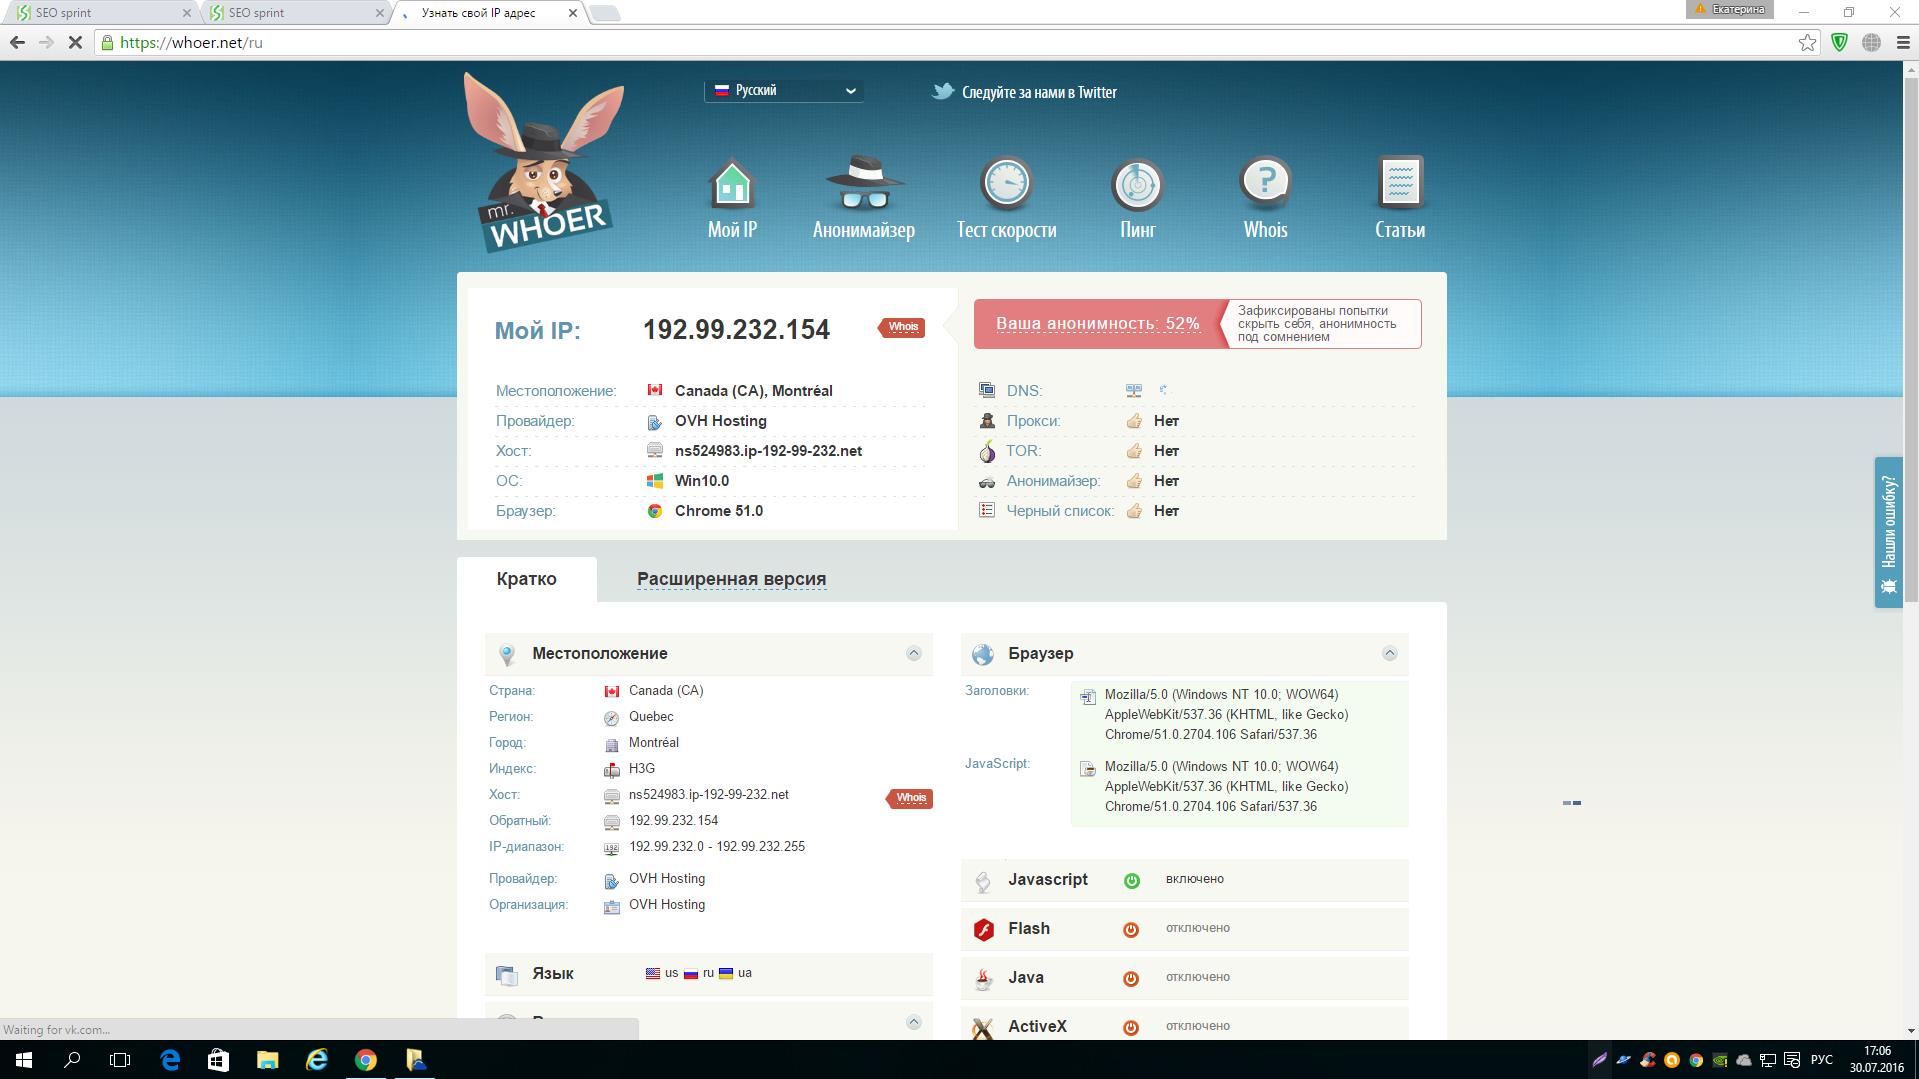 SEO sprint
SEO sprint
Узнать свой IP адрес
Екатерина
https://whoer.net/ru
mr.
WHOER
Русский
Следуйте за нами в Twitter
Мой IP
Анонимайзер
Тест скорости
Пинг
Whois
Статьи
Мой IP: 192.99.232.154 Whois
Местоположение: Canada (CA), Montréal
Провайдер: OVH Hosting
Хост: ns524983.ip-192-99-232.net
ОС: Win10.0
Браузер: Chrome 51.0
Ваша анонимность: 52%
Зафиксированы попытки
скрыть себя, анонимность
под сомнением
DNS:
Прокси: Нет
TOR: Нет
Анонимайзер: Нет
Черный список: Нет
Нашли ошибку?
Кратко
Расширенная версия
Местоположение
Страна: Canada (CA)
Регион: Quebec
Город: Montréal
Индекс: H3G
Хост: ns524983.ip-192-99-232.net Whois
Обратный: 192.99.232.154
IP-диапазон: 192.99.232.0 - 192.99.232.255
Провайдер: OVH Hosting
Организация: OVH Hosting
Язык us ru ua
Браузер
Заголовки: Mozilla/5.0 (Windows NT 10.0; WOW64)
AppleWebKit/537.36 (KHTML, like Gecko)
Chrome/51.0.2704.106 Safari/537.36
JavaScript: Mozilla/5.0 (Windows NT 10.0; WOW64)
AppleWebKit/537.36 (KHTML, like Gecko)
Chrome/51.0.2704.106 Safari/537.36
Javascript включено
Flash отключено
Java отключено
ActiveX отключено
Waiting for vk.com...
РУС
17:06
30.07.2016